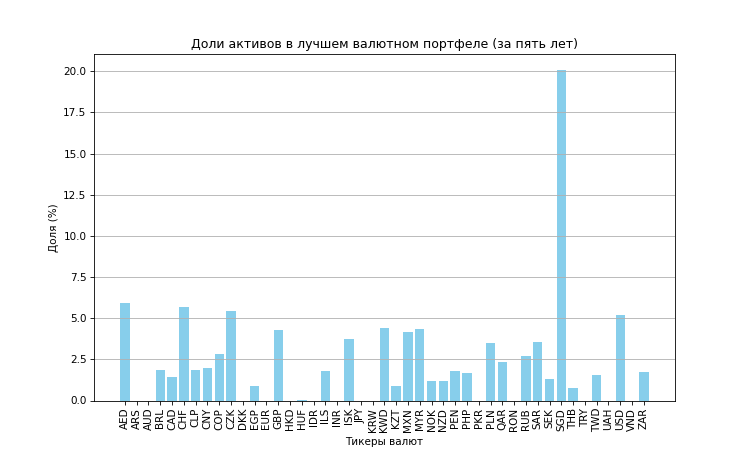 Доли активов в лучшем валютном портфеле (за пять лет)
Доля (%)
20.0
17.5
15.0
12.5
10.0
7.5
5.0
2.5
0.0
AED ARS AUD BRL CAD CHF CLP CNY COP CZK DKK EGP EUR GBP HKD HUF IDR ILS INR ISK JPY KRW KWD KZT MXN MYR NOK NZD PEN PHP PKR PLN QAR RON RUB SAR SEK SGD THB TRY TWD UAH USD VND ZAR
Тикеры валют